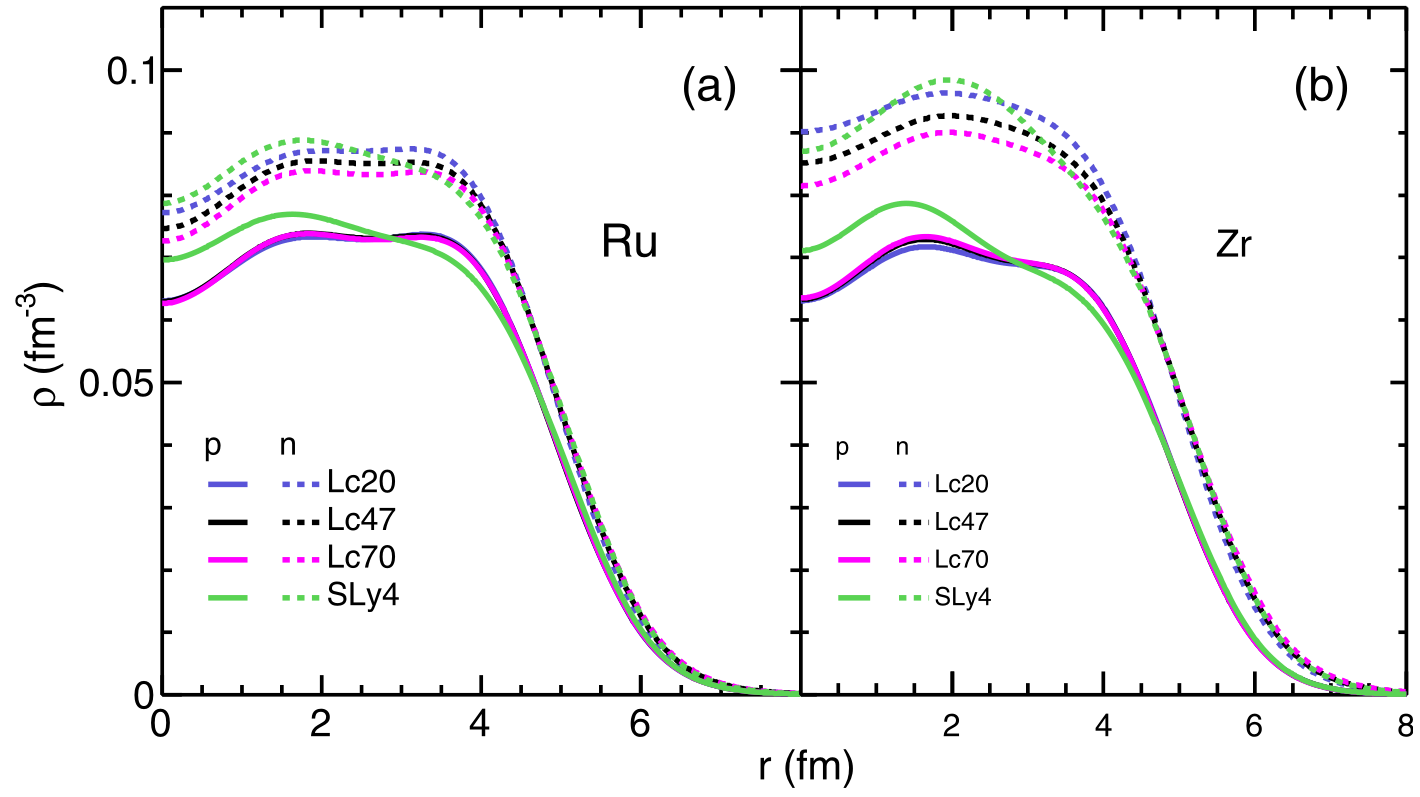 0.1
(a)
(b)
Ru
Zr
ρ (fm-3)
0.05
p n
Lc20
Lc47
Lc70
SLy4
p n
Lc20
Lc47
Lc70
SLy4
0
0 2 4 6
2 4 6 8
r (fm)